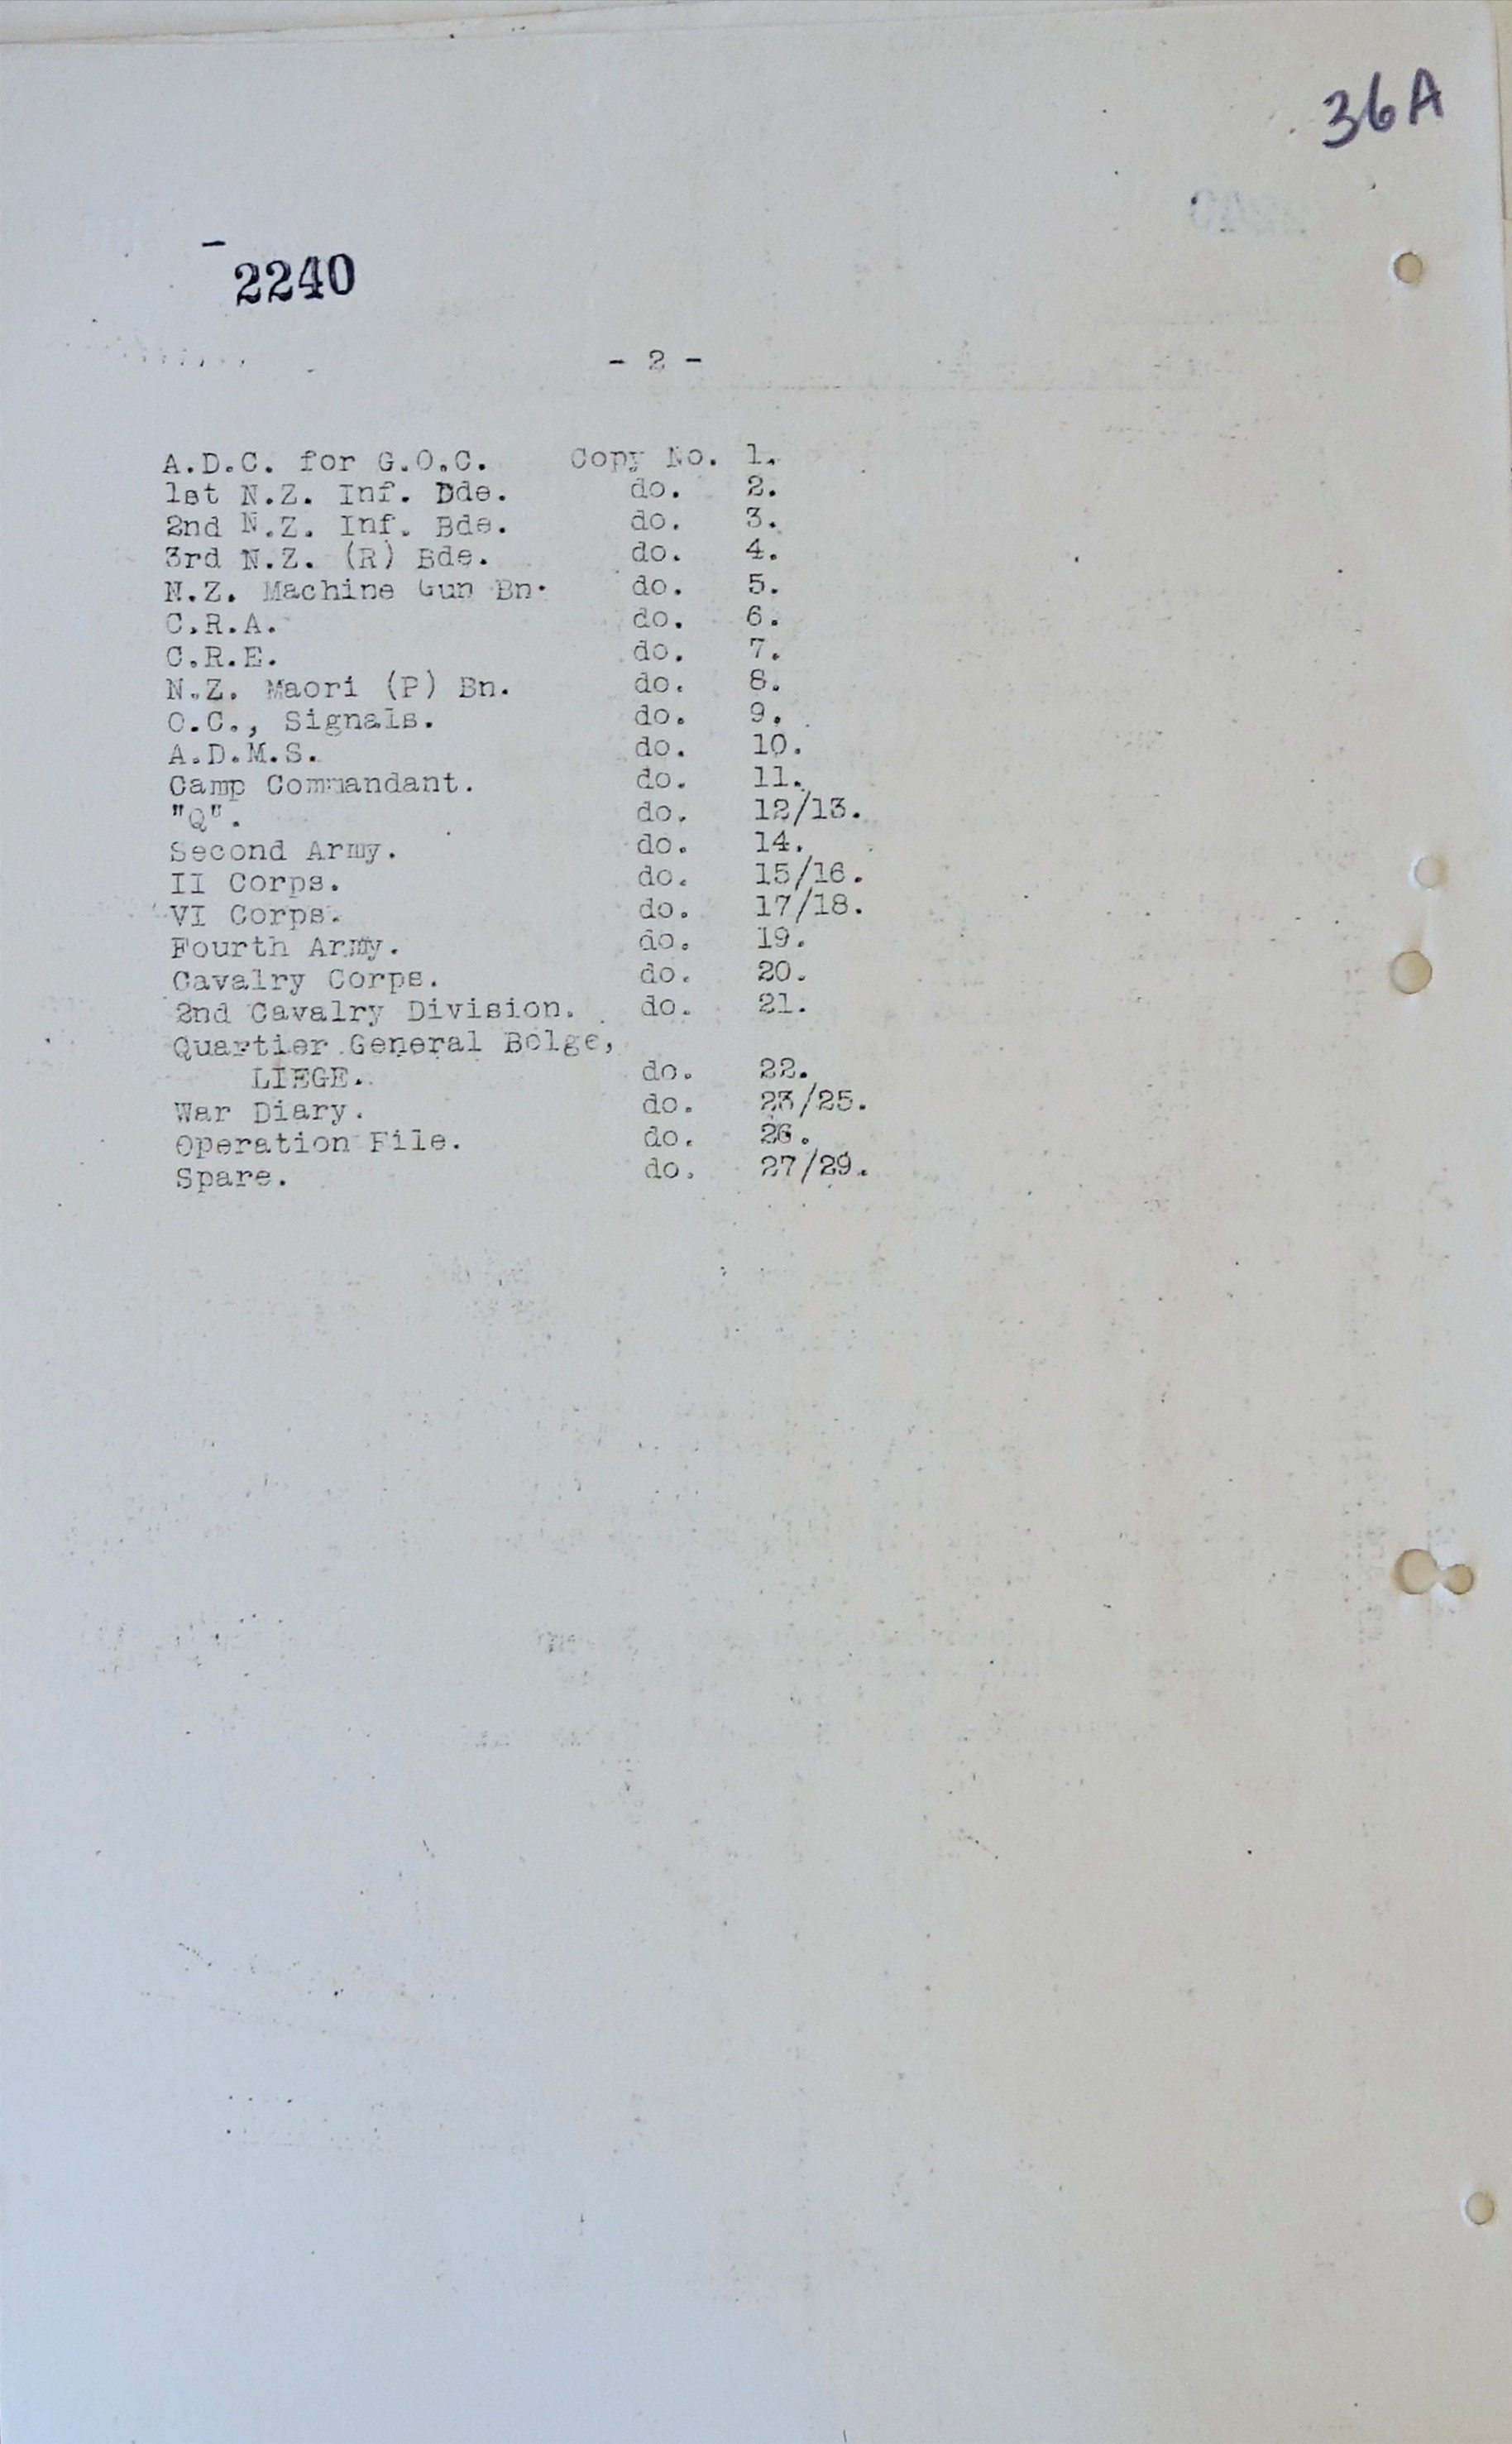 36A
2240
- 2 -
A.D.C. for G.O.C. Copy No. 1.
1st N.Z. Inf. Bde. do. 2.
2nd N.Z. Inf. Bde. do. 3.
3rd N.Z. (R) Bde. do. 4.
N.Z. Machine Gun Bn. do. 5.
C.R.A. do. 6.
C.R.E. do. 7.
N.Z. Maori (P) Bn. do. 8.
O.C., Signals. do. 9.
A.D.M.S. do. 10.
Camp Commandant. do. 11.
"Q". do. 12/13.
Second Army. do. 14.
II Corps. do. 15/16.
VI Corps. do. 17/18.
Fourth Army. do. 19.
Cavalry Corps. do. 20.
2nd Cavalry Division. do. 21.
Quartier General Bolge,
LIEGE. do. 22.
War Diary. do. 23/25.
Operation File. do. 26.
Spare. do. 27/29.